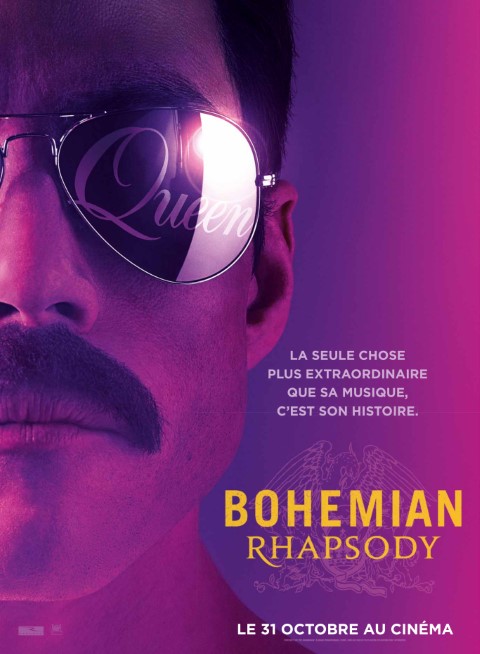 Queen
LA SEULE CHOSE
PLUS EXTRAORDINAIRE
QUE SA MUSIQUE,
C'EST SON HISTOIRE.
BOHEMIAN
RHAPSODY
LE 31 OCTOBRE AU CINÉMA